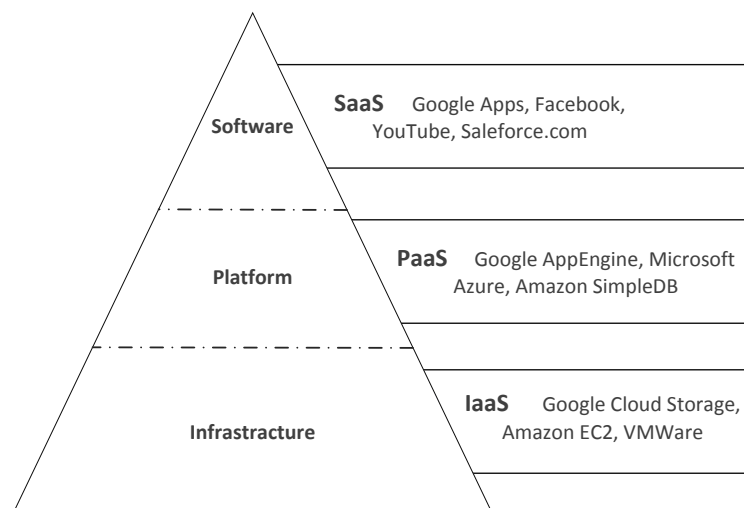 Software
SaaS Google Apps, Facebook,
YouTube, Saleforce.com
Platform
PaaS Google AppEngine, Microsoft
Azure, Amazon SimpleDB
Infrastracture
IaaS Google Cloud Storage,
Amazon EC2, VMWare